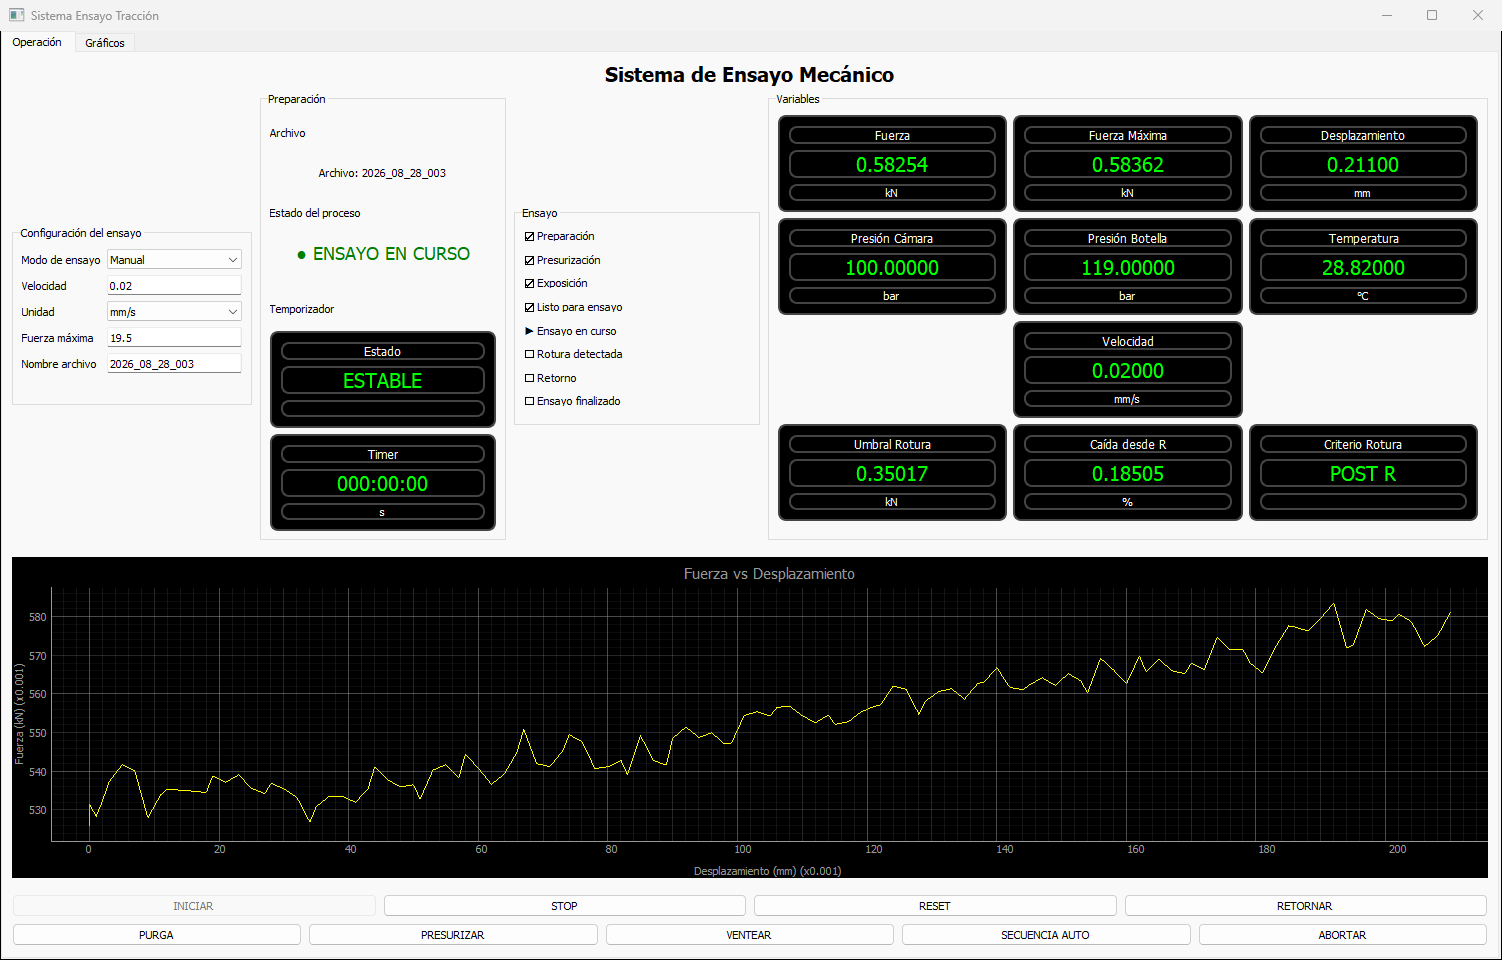 Sistema Ensayo Tracción
Operación
Gráficos
Sistema de Ensayo Mecánico
Configuración del ensayo
Modo de ensayo
Manual
Velocidad
0.02
Unidad
mm/s
Fuerza máxima
19.5
Nombre archivo
2026_08_28_003
Preparación
Archivo
Archivo: 2026_08_28_003
Estado del proceso
● ENSAYO EN CURSO
Temporizador
Estado
ESTABLE
Timer
000:00:00
s
Ensayo
Preparación
Presurización
Exposición
Listo para ensayo
Ensayo en curso
Rotura detectada
Retorno
Ensayo finalizado
Variables
Fuerza
0.58254
kN
Fuerza Máxima
0.58362
kN
Desplazamiento
0.21100
mm
Presión Cámara
100.00000
bar
Presión Botella
119.00000
bar
Temperatura
28.82000
°C
Velocidad
0.02000
mm/s
Umbral Rotura
0.35017
kN
Caída desde R
0.18505
%
Criterio Rotura
POST R
Fuerza vs Desplazamiento
Fuerza (kN) (x0.001)
580
570
560
550
540
530
0 20 40 60 80 100 120 140 160 180 200
Desplazamiento (mm) (x0.001)
INICIAR
STOP
RESET
RETORNAR
PURGA
PRESURIZAR
VENTEAR
SECUENCIA AUTO
ABORTAR